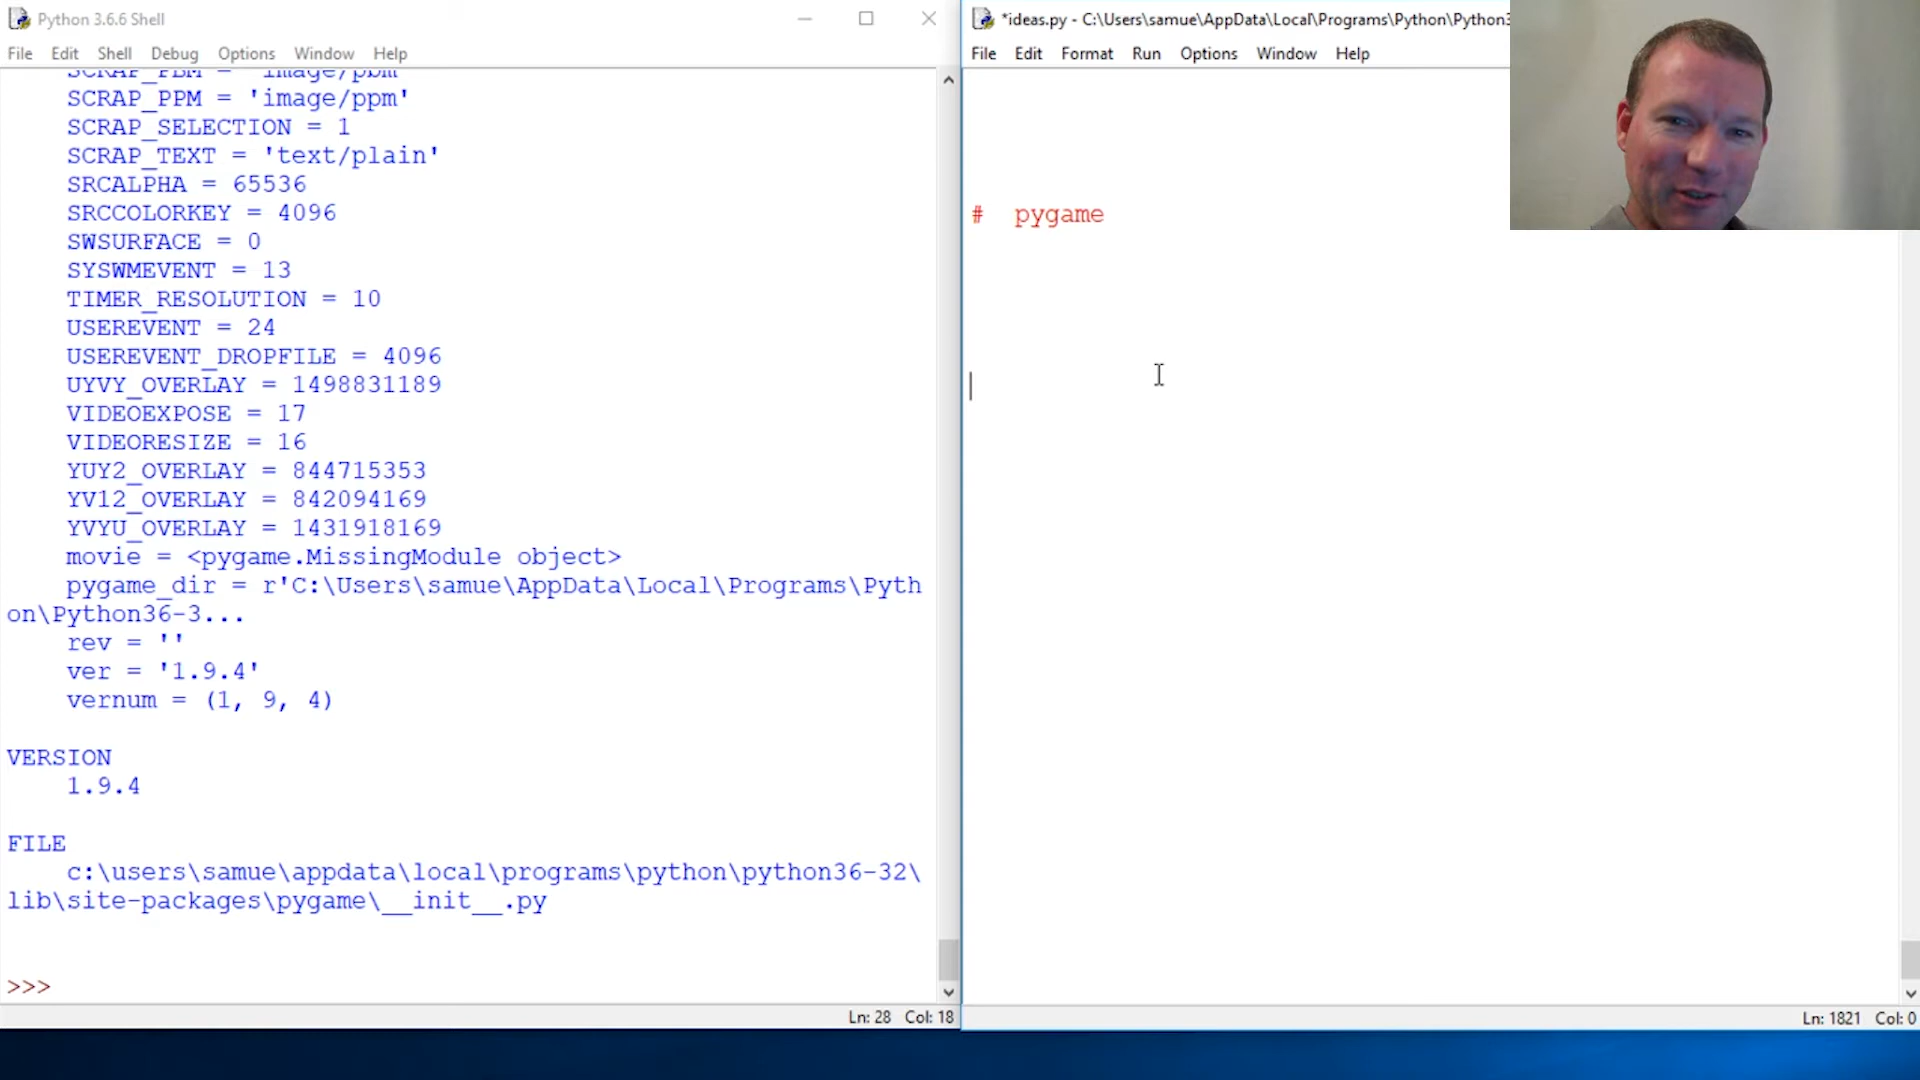 Python 3.6.6 Shell
File Edit Shell Debug Options Window Help
SCRAP_PBM = 'image/pbm'
SCRAP_PPM = 'image/ppm'
SCRAP_SELECTION = 1
SCRAP_TEXT = 'text/plain'
SRCALPHA = 65536
SRCCOLORKEY = 4096
SWSURFACE = 0
SYSWMEVENT = 13
TIMER_RESOLUTION = 10
USEREVENT = 24
USEREVENT_DROPFILE = 4096
UYVY_OVERLAY = 1498831189
VIDEOEXPOSE = 17
VIDEORESIZE = 16
YUY2_OVERLAY = 844715353
YV12_OVERLAY = 842094169
YVYU_OVERLAY = 1431918169
movie = <pygame.MissingModule object>
pygame_dir = r'C:\Users\samue\AppData\Local\Programs\Pyth
on\Python36-3...
rev = ''
ver = '1.9.4'
vernum = (1, 9, 4)
VERSION
1.9.4
FILE
c:\users\samue\appdata\local\programs\python\python36-32\
lib\site-packages\pygame\__init__.py
>>>
Ln: 28 Col: 18
*ideas.py - C:\Users\samue\AppData\Local\Programs\Python\Python3
File Edit Format Run Options Window Help
# pygame
Ln: 1821 Col: 0